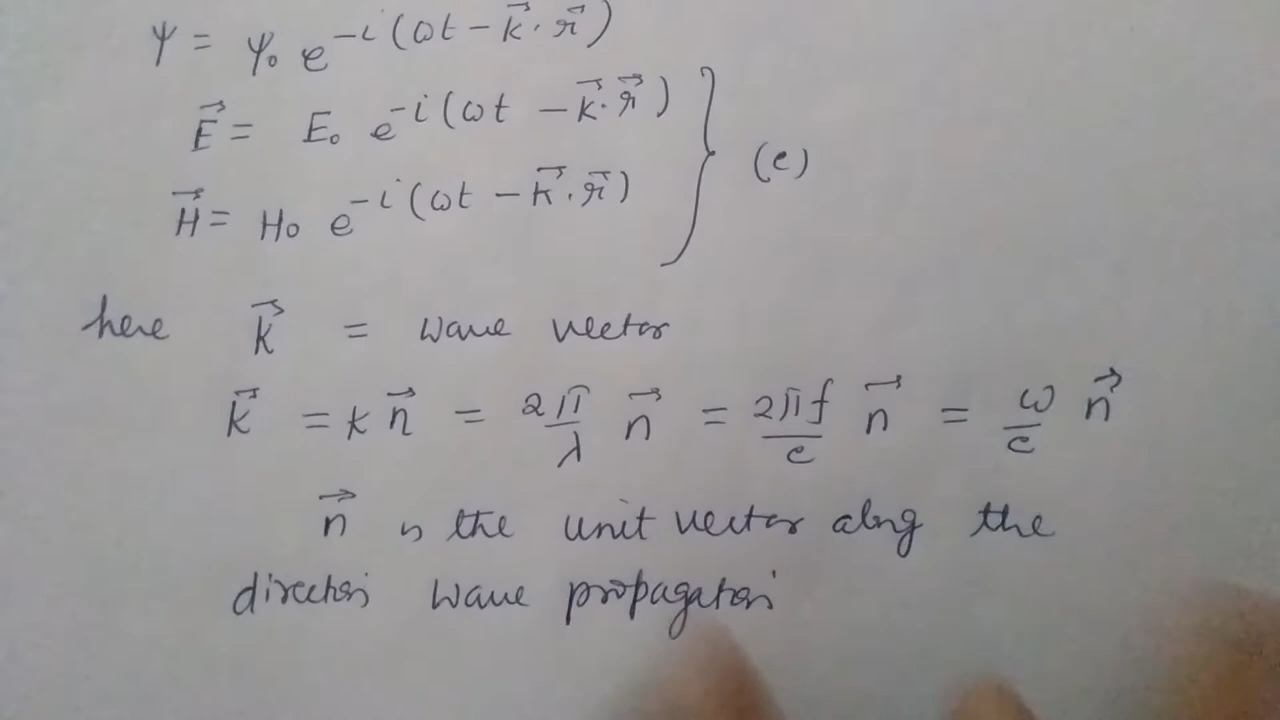 ψ = ψ₀ e^{-i(ωt - k⃗·r⃗)}
E⃗ = E₀ e^{-i(ωt - k⃗·r⃗)}
H⃗ = H₀ e^{-i(ωt - k⃗·r⃗)} } (c)
here k⃗ = wave vector
k⃗ = k n⃗ = 2π/λ n⃗ = 2πf/c n⃗ = ω/c n⃗
n⃗ is the unit vector along the
direction wave propagation